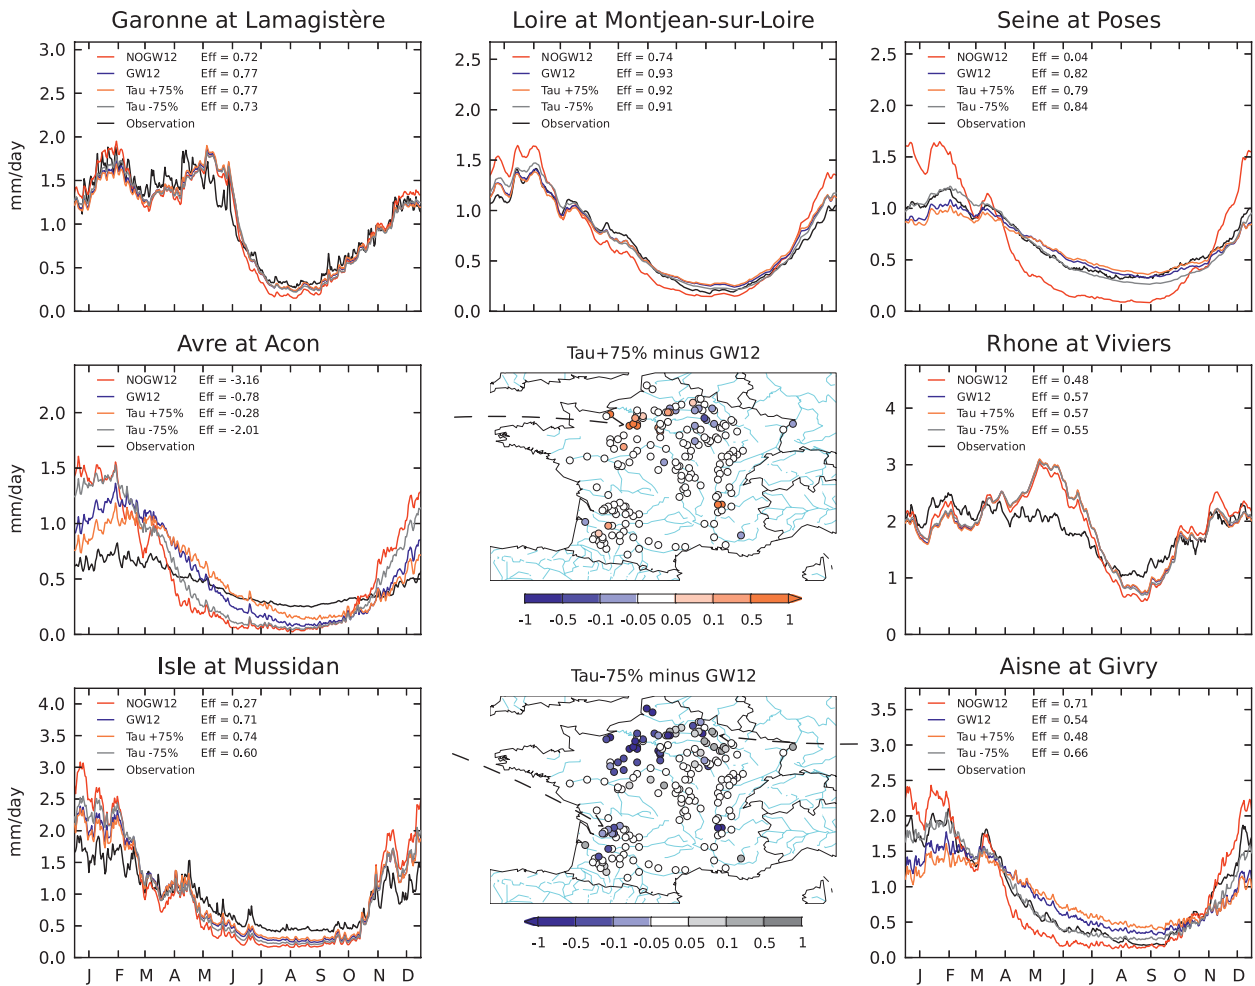 Garonne at Lamagistère
3.0
2.5
2.0
1.5
1.0
0.5
0.0
mm/day
NOGW12 Eff = 0.72
GW12 Eff = 0.77
Tau +75% Eff = 0.77
Tau -75% Eff = 0.73
Observation
Loire at Montjean-sur-Loire
2.5
2.0
1.5
1.0
0.5
0.0
NOGW12 Eff = 0.74
GW12 Eff = 0.93
Tau +75% Eff = 0.92
Tau -75% Eff = 0.91
Observation
Seine at Poses
2.5
2.0
1.5
1.0
0.5
0.0
NOGW12 Eff = 0.04
GW12 Eff = 0.82
Tau +75% Eff = 0.79
Tau -75% Eff = 0.84
Observation
Avre at Acon
2.0
1.5
1.0
0.5
0.0
mm/day
NOGW12 Eff = -3.16
GW12 Eff = -0.78
Tau +75% Eff = -0.28
Tau -75% Eff = -2.01
Observation
Tau+75% minus GW12
-1 -0.5 -0.1 -0.05 0.05 0.1 0.5 1
Rhone at Viviers
4
3
2
1
0
NOGW12 Eff = 0.48
GW12 Eff = 0.57
Tau +75% Eff = 0.57
Tau -75% Eff = 0.55
Observation
Isle at Mussidan
4.0
3.5
3.0
2.5
2.0
1.5
1.0
0.5
0.0
mm/day
NOGW12 Eff = 0.27
GW12 Eff = 0.71
Tau +75% Eff = 0.74
Tau -75% Eff = 0.60
Observation
J F M A M J J A S O N D
Tau-75% minus GW12
-1 -0.5 -0.1 -0.05 0.05 0.1 0.5 1
Aisne at Givry
3.5
3.0
2.5
2.0
1.5
1.0
0.5
0.0
NOGW12 Eff = 0.71
GW12 Eff = 0.54
Tau +75% Eff = 0.48
Tau -75% Eff = 0.66
Observation
J F M A M J J A S O N D